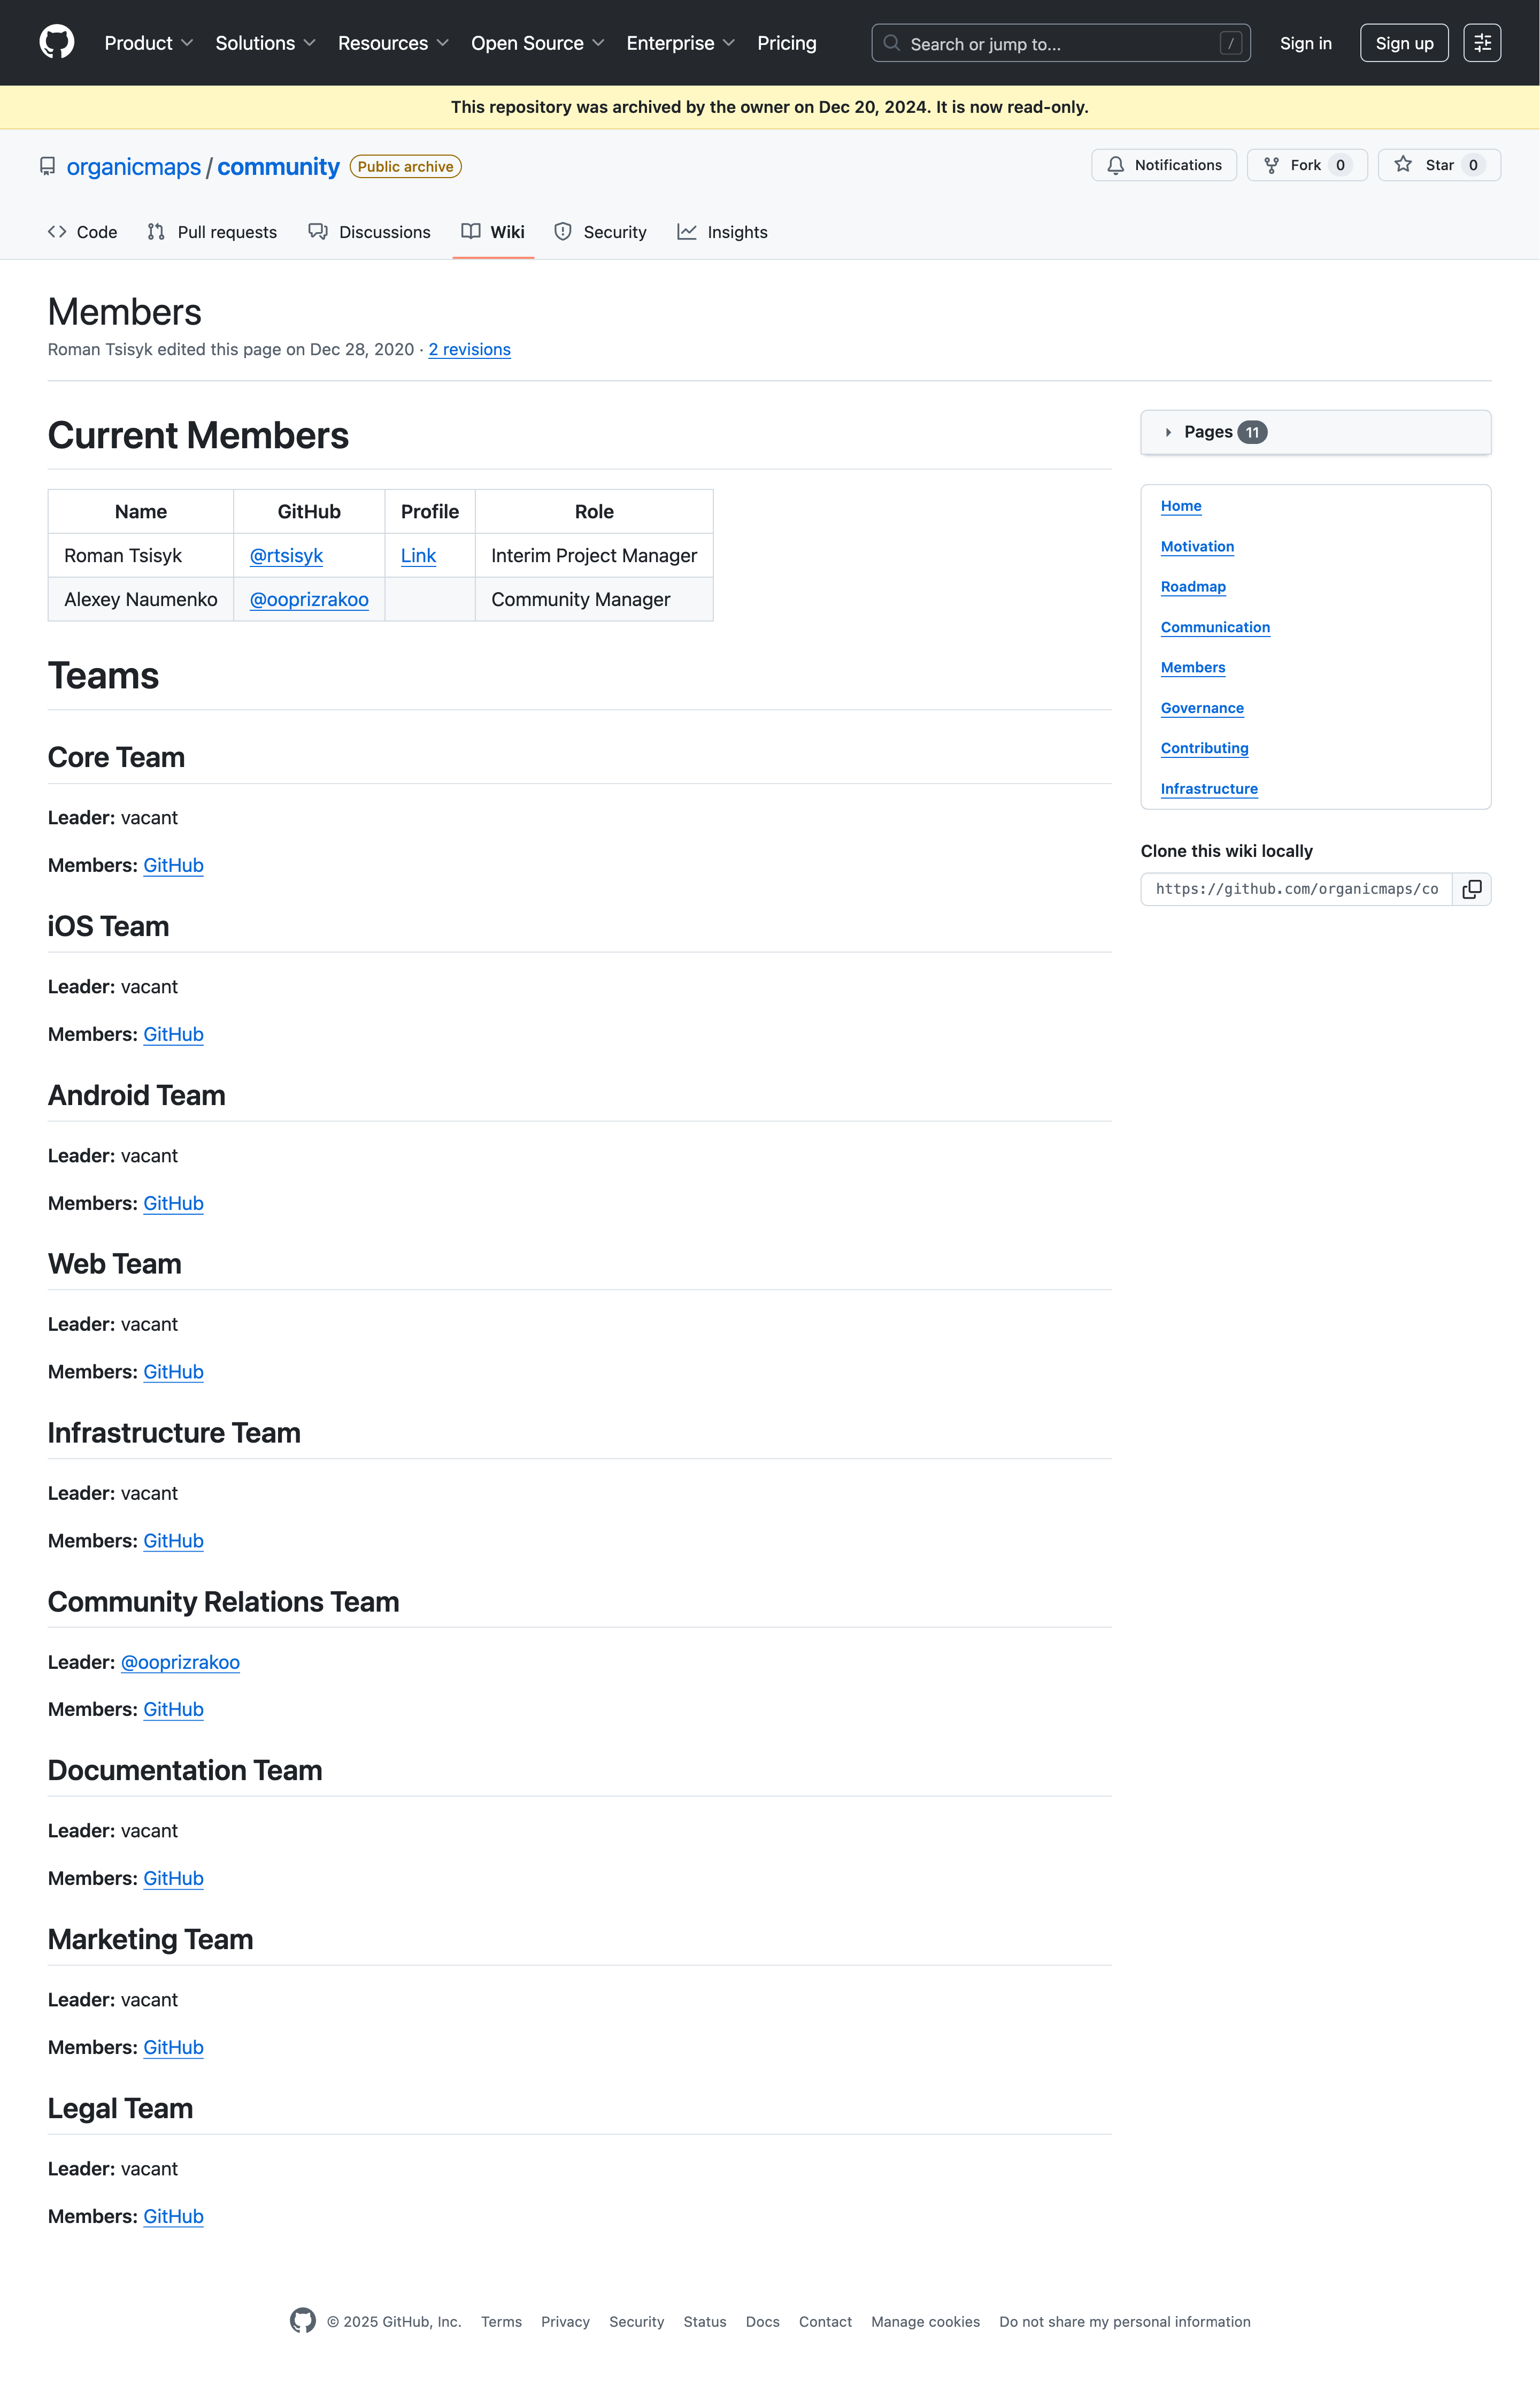 Product Solutions Resources Open Source Enterprise Pricing Search or jump to... / Sign in Sign up
This repository was archived by the owner on Dec 20, 2024. It is now read-only.
organicmaps / community Public archive Notifications Fork 0 Star 0
Code Pull requests Discussions Wiki Security Insights
Members
Roman Tsisyk edited this page on Dec 28, 2020 · 2 revisions
Current Members
Name GitHub Profile Role
Roman Tsisyk @rtsisyk Link Interim Project Manager
Alexey Naumenko @ooprizrakoo Community Manager
Teams
Core Team
Leader: vacant
Members: GitHub
iOS Team
Leader: vacant
Members: GitHub
Android Team
Leader: vacant
Members: GitHub
Web Team
Leader: vacant
Members: GitHub
Infrastructure Team
Leader: vacant
Members: GitHub
Community Relations Team
Leader: @ooprizrakoo
Members: GitHub
Documentation Team
Leader: vacant
Members: GitHub
Marketing Team
Leader: vacant
Members: GitHub
Legal Team
Leader: vacant
Members: GitHub
Pages 11
Home
Motivation
Roadmap
Communication
Members
Governance
Contributing
Infrastructure
Clone this wiki locally
https://github.com/organicmaps/co
© 2025 GitHub, Inc. Terms Privacy Security Status Docs Contact Manage cookies Do not share my personal information